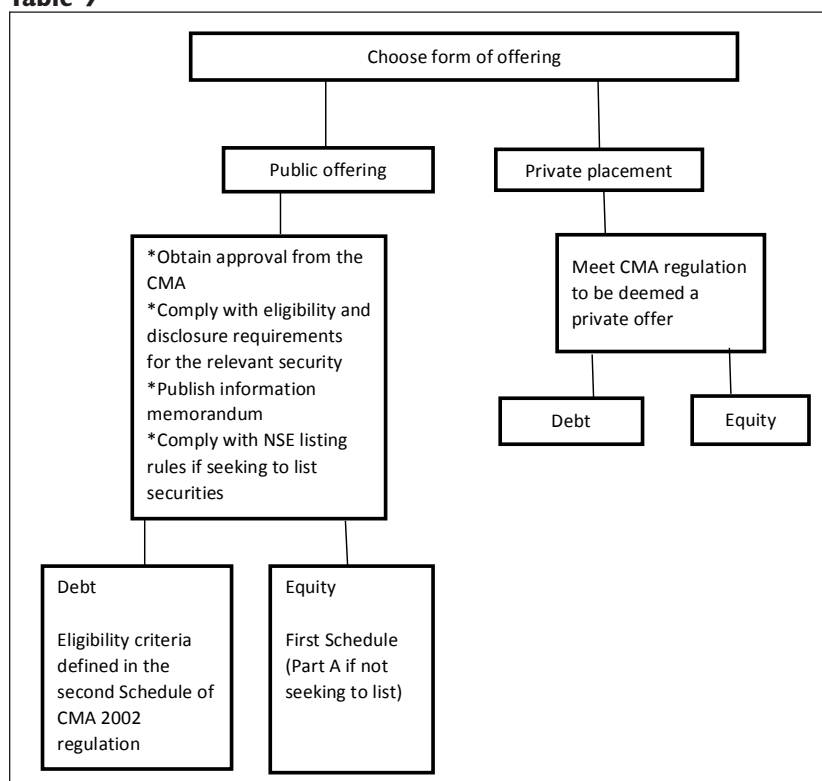 Table 9
Choose form of offering
Public offering
Private placement
*Obtain approval from the
CMA
*Comply with eligibility and
disclosure requirements
for the relevant security
*Publish information
memorandum
*Comply with NSE listing
rules if seeking to list
securities
Meet CMA regulation
to be deemed a
private offer
Debt
Equity
Debt
Eligibility criteria
defined in the
second Schedule of
CMA 2002
regulation
Equity
First Schedule
(Part A if not
seeking to list)